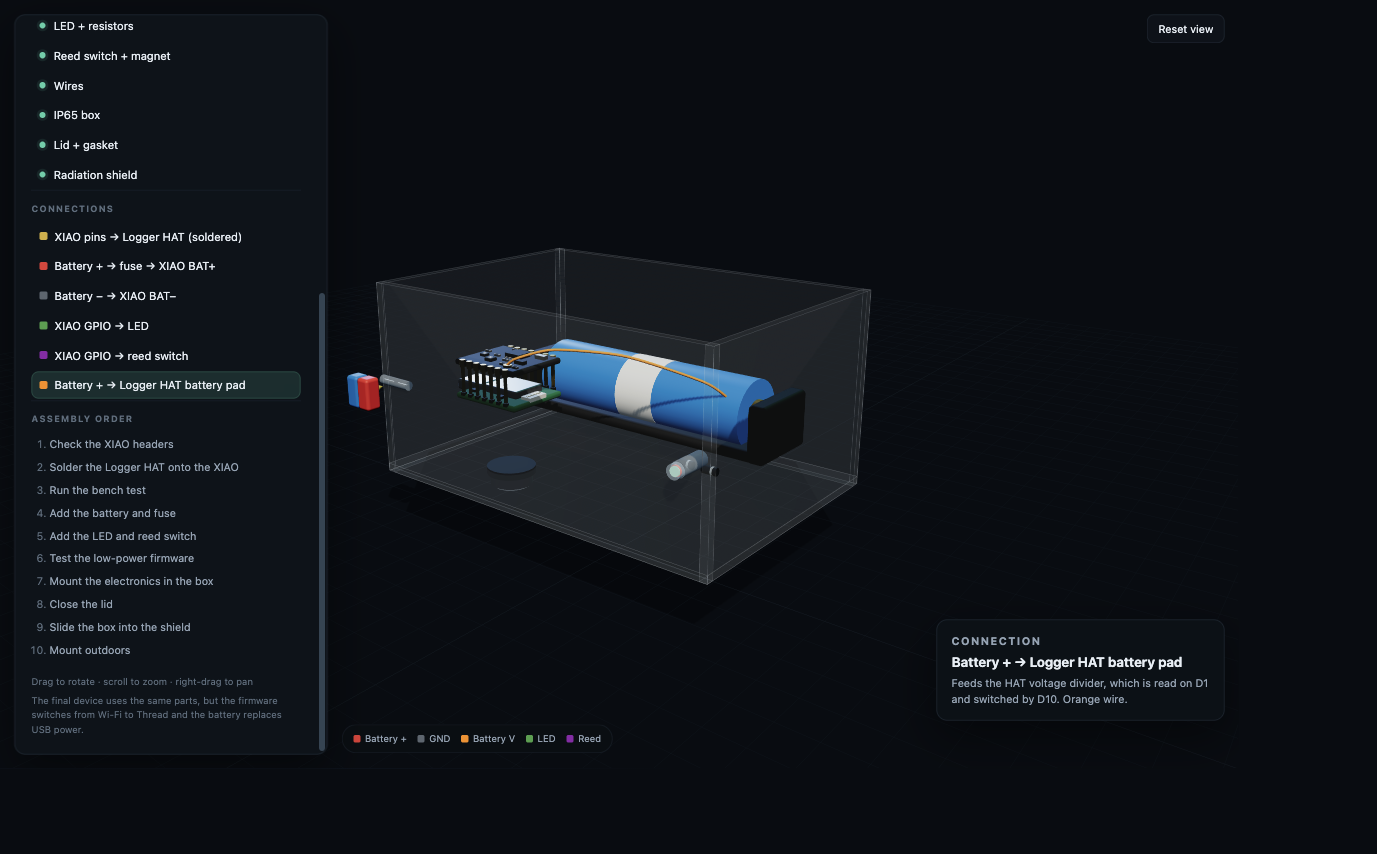 LED + resistors
Reed switch + magnet
Wires
IP65 box
Lid + gasket
Radiation shield
CONNECTIONS
XIAO pins → Logger HAT (soldered)
Battery + → fuse → XIAO BAT+
Battery − → XIAO BAT−
XIAO GPIO → LED
XIAO GPIO → reed switch
Battery + → Logger HAT battery pad
ASSEMBLY ORDER
1. Check the XIAO headers
2. Solder the Logger HAT onto the XIAO
3. Run the bench test
4. Add the battery and fuse
5. Add the LED and reed switch
6. Test the low-power firmware
7. Mount the electronics in the box
8. Close the lid
9. Slide the box into the shield
10. Mount outdoors
Drag to rotate · scroll to zoom · right-drag to pan
The final device uses the same parts, but the firmware
switches from Wi-Fi to Thread and the battery replaces
USB power.
Reset view
Battery + GND Battery V LED Reed
CONNECTION
Battery + → Logger HAT battery pad
Feeds the HAT voltage divider, which is read on D1
and switched by D10. Orange wire.